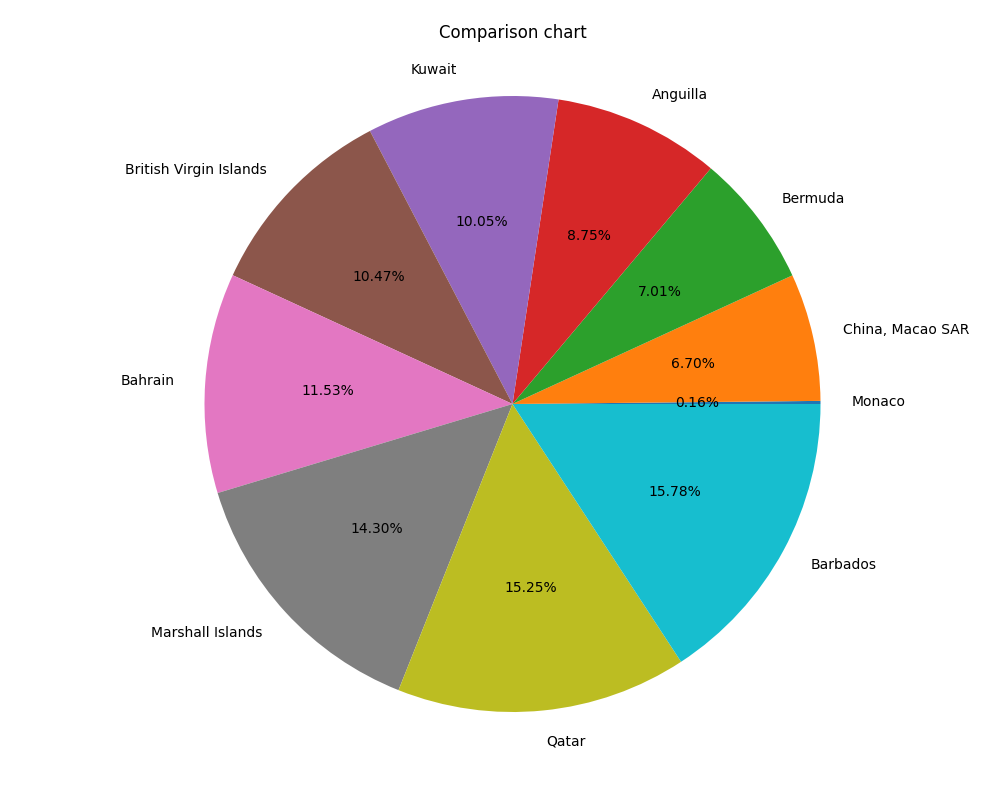 Comparison chart
Kuwait
Anguilla
British Virgin Islands
Bermuda
10.05%
8.75%
10.47%
7.01%
China, Macao SAR
6.70%
Bahrain
11.53%
0.16%
Monaco
15.78%
14.30%
Barbados
15.25%
Marshall Islands
Qatar